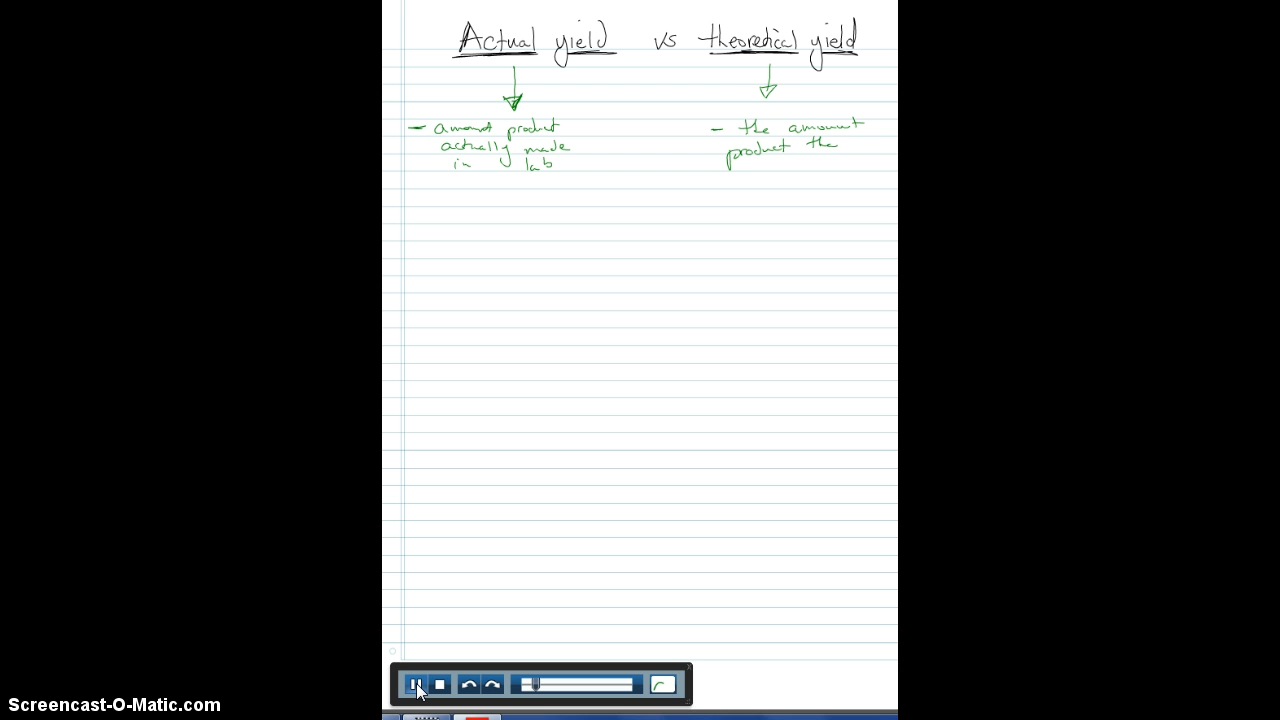 Actual yield vs theoretical yield
- amount product
actually made
in lab
- the amount
product the
Screencast-O-Matic.com